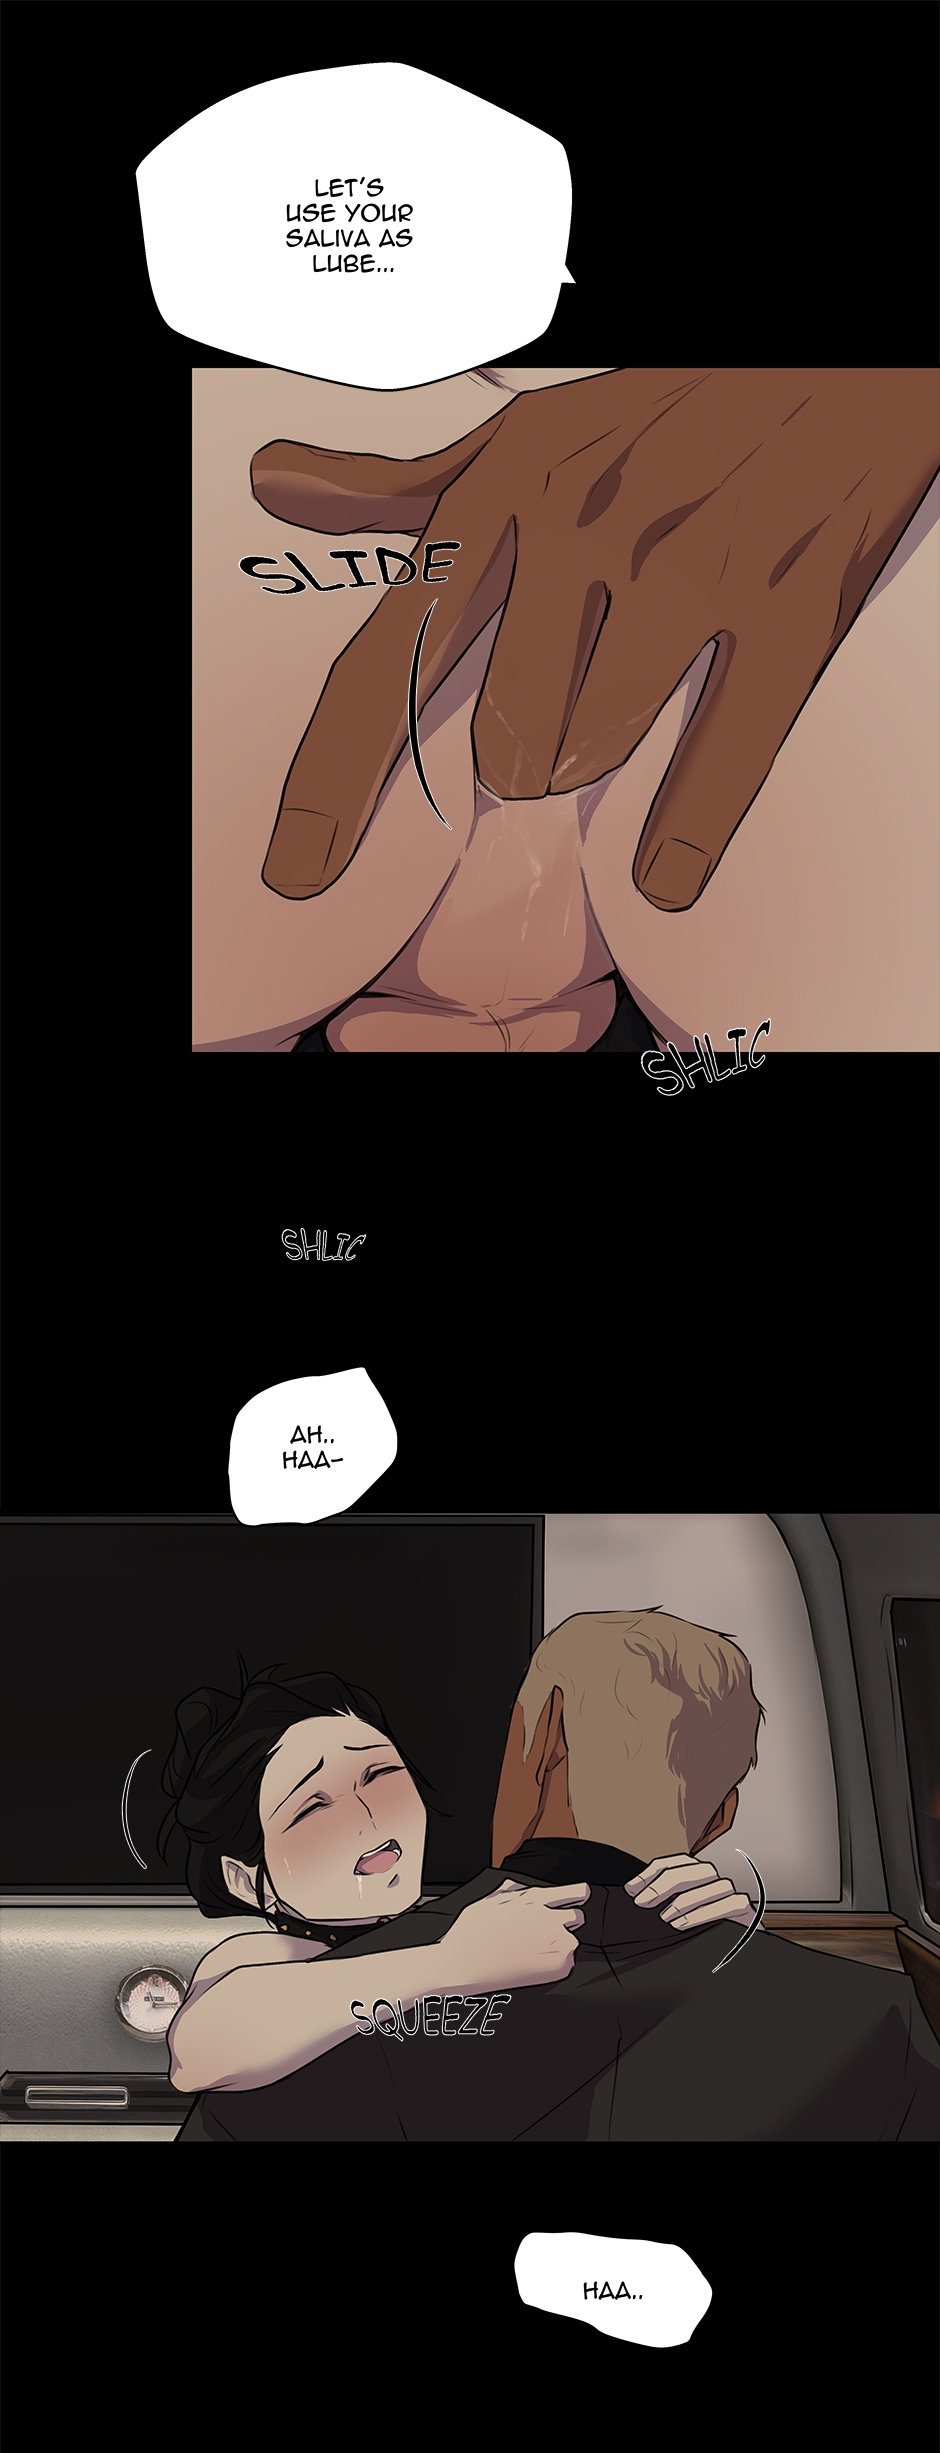 LET'S
USE YOUR
SALIVA AS
LUBE...
SLIDE
SHLIC
SHLIC
AH..
HAA-
SQUEEZE
HAA..